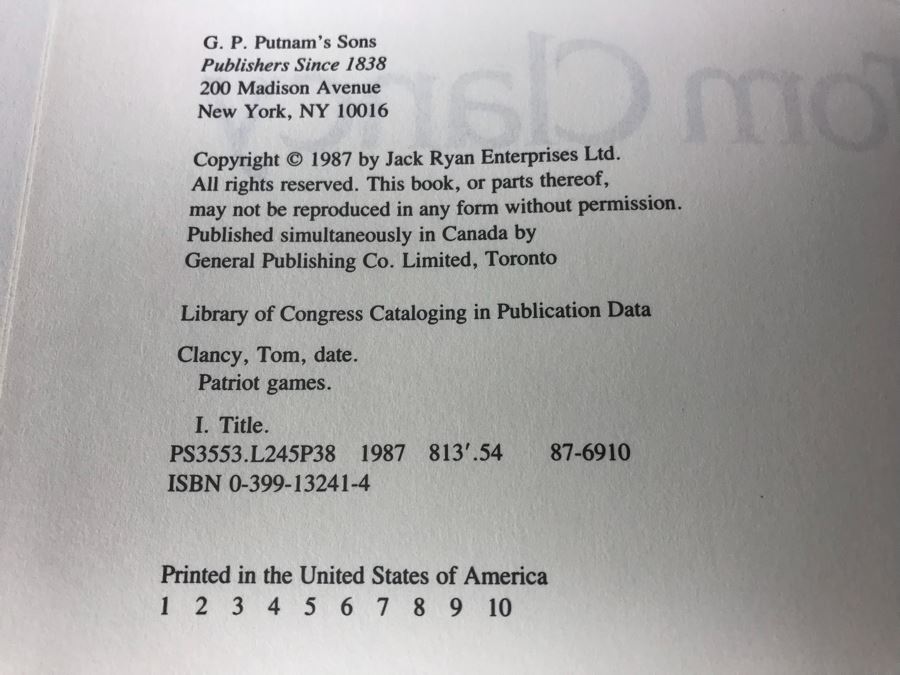 Tom Clancy
G. P. Putnam's Sons
Publishers Since 1838
200 Madison Avenue
New York, NY 10016
Copyright © 1987 by Jack Ryan Enterprises Ltd.
All rights reserved. This book, or parts thereof,
may not be reproduced in any form without permission.
Published simultaneously in Canada by
General Publishing Co. Limited, Toronto
Library of Congress Cataloging in Publication Data
Clancy, Tom, date.
Patriot games.
I. Title.
PS3553.L245P38 1987 813'.54 87-6910
ISBN 0-399-13241-4
Printed in the United States of America
1 2 3 4 5 6 7 8 9 10